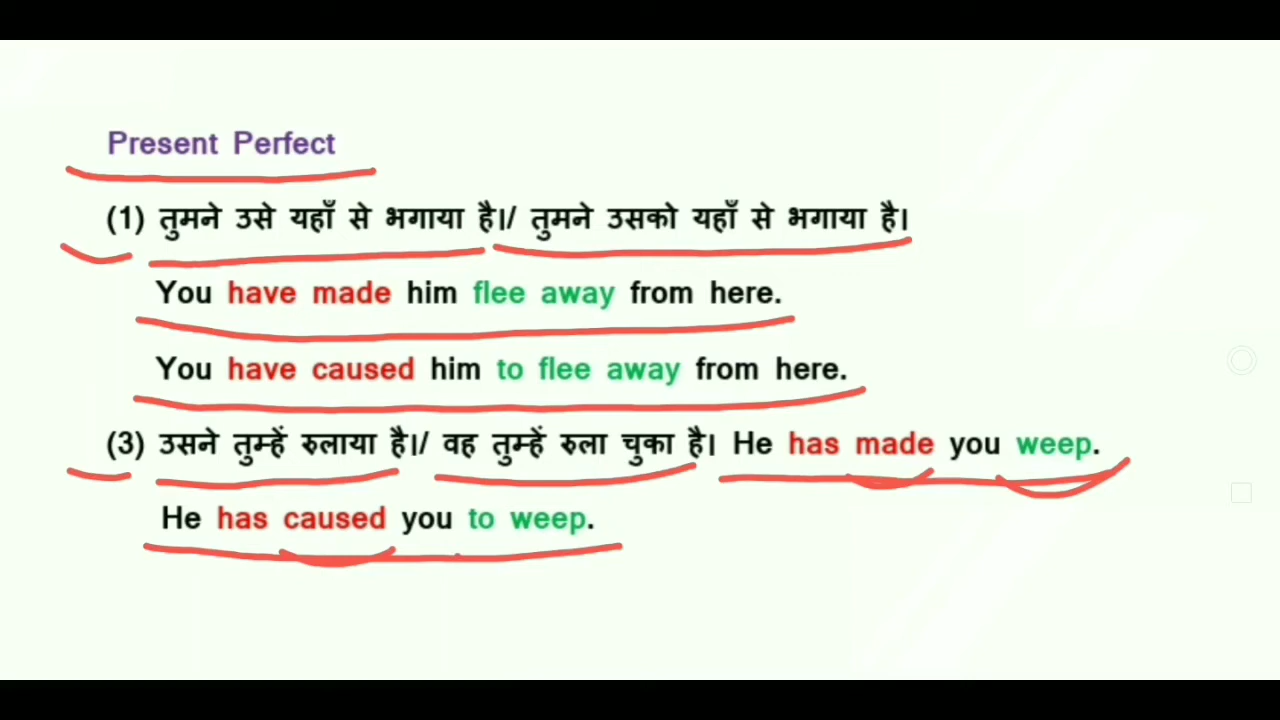 Present Perfect
(1) तुमने उसे यहाँ से भगाया है।/ तुमने उसको यहाँ से भगाया है।
You have made him flee away from here.
You have caused him to flee away from here.
(3) उसने तुम्हें रुलाया है।/ वह तुम्हें रुला चुका है। He has made you weep.
He has caused you to weep.